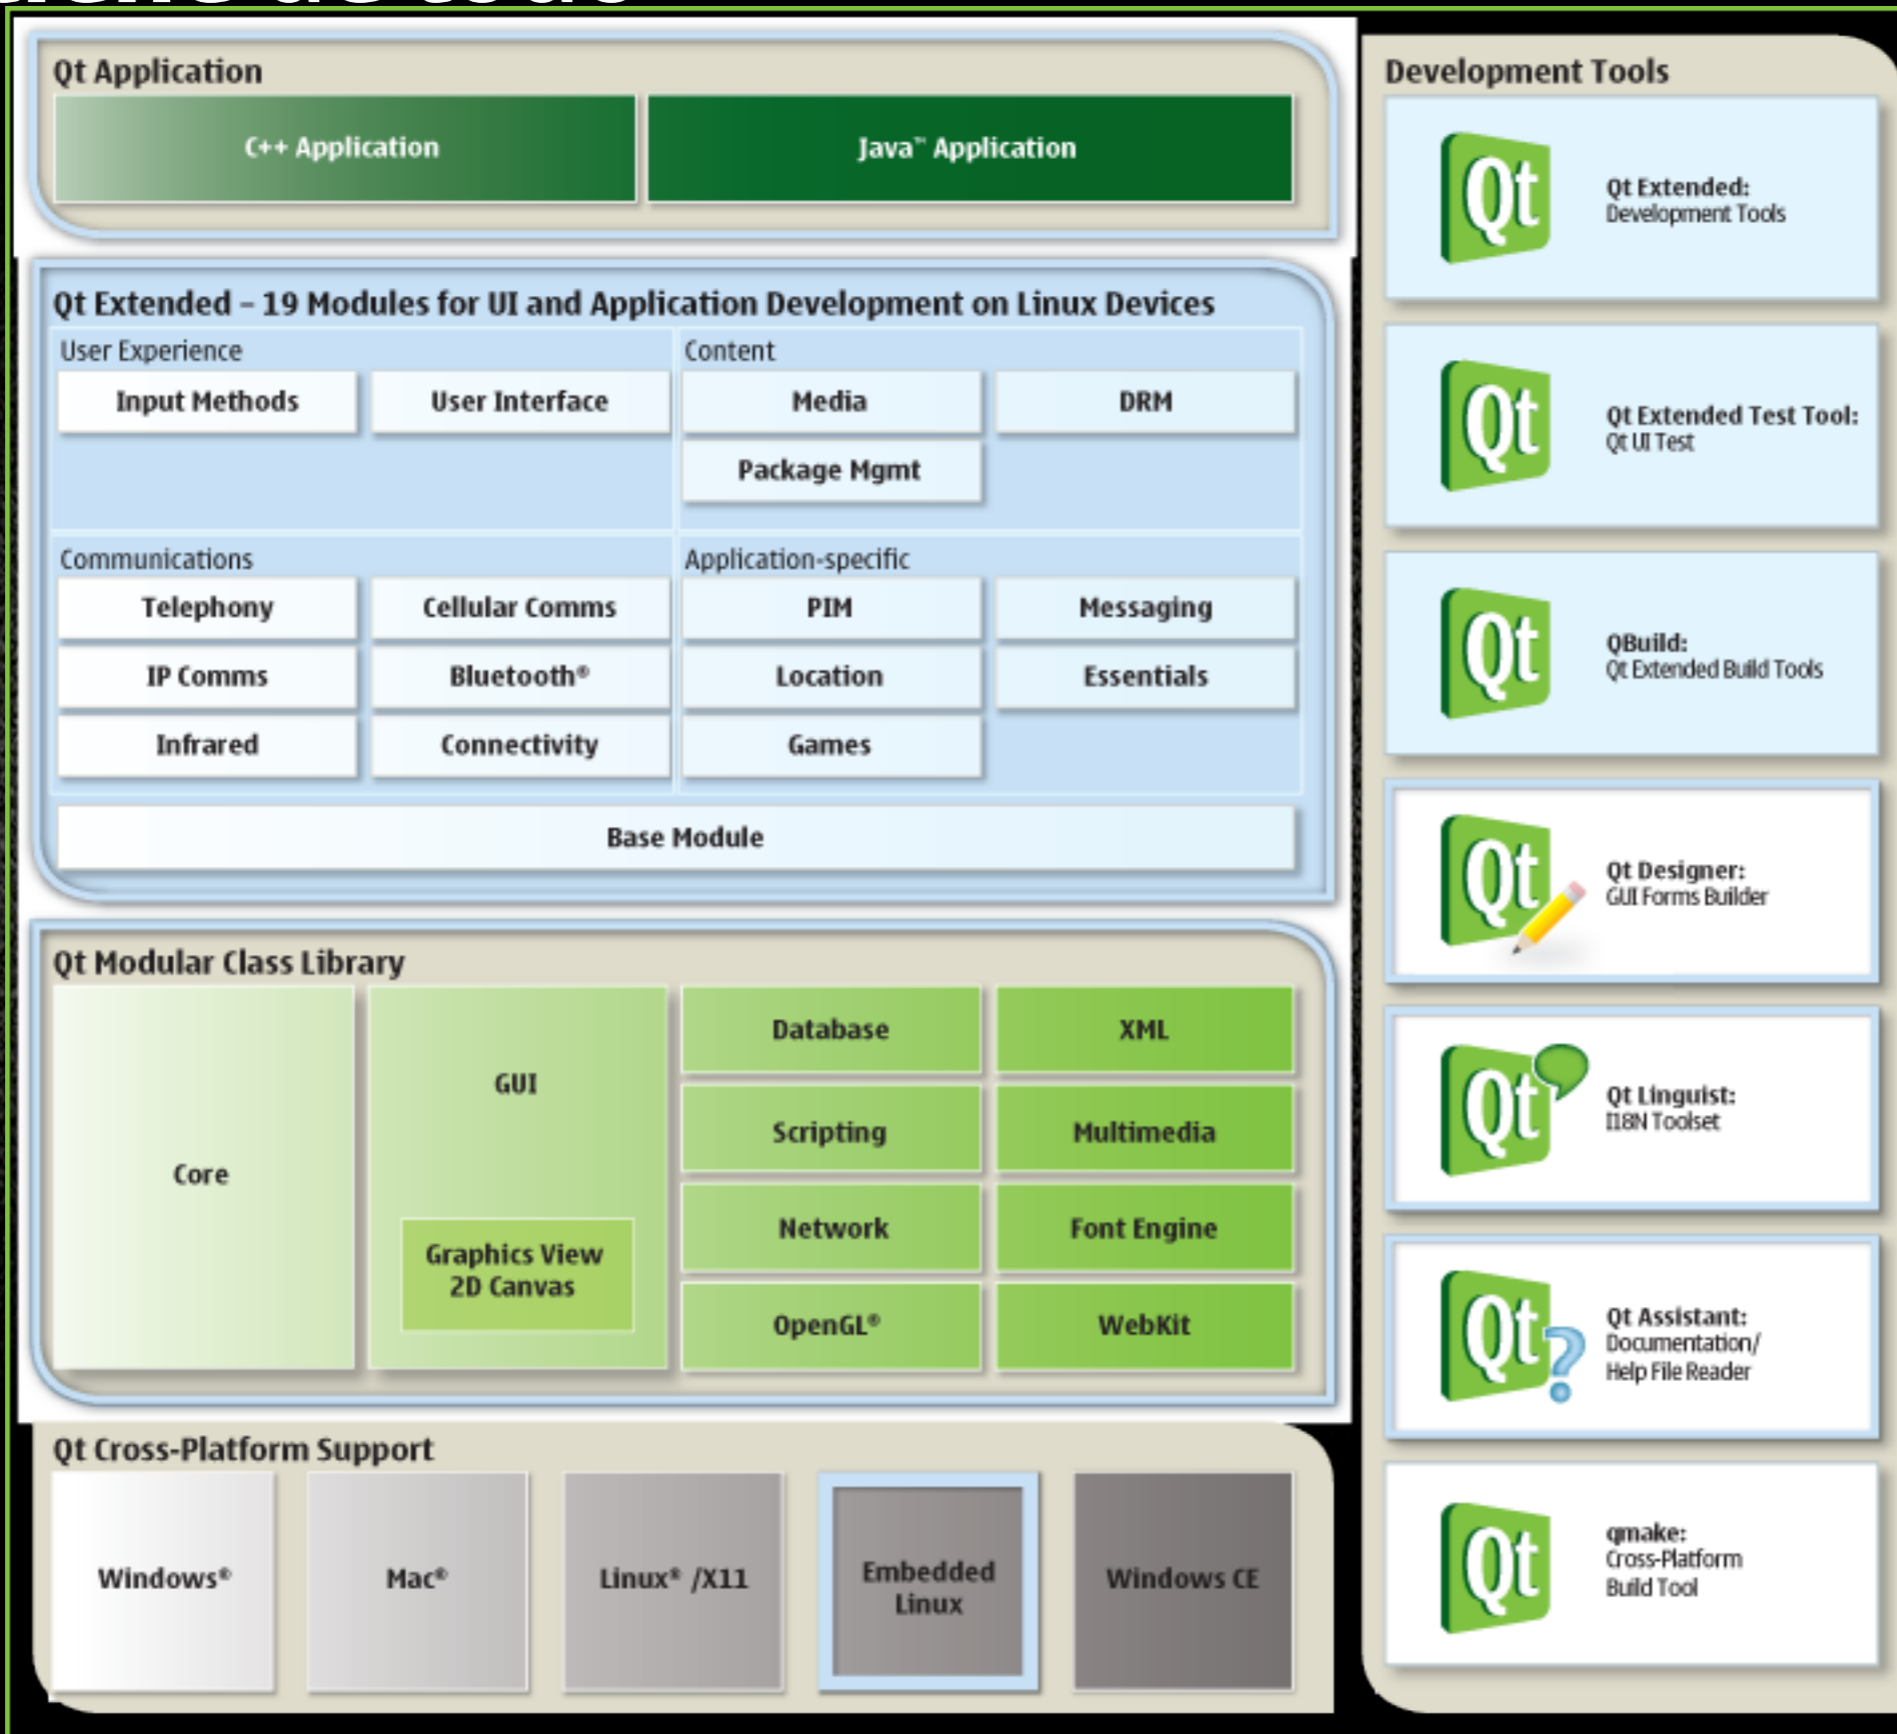 Qt Application
C++ Application
Java™ Application
Qt Extended – 19 Modules for UI and Application Development on Linux Devices
User Experience
Input Methods
User Interface
Content
Media
DRM
Package Mgmt
Communications
Telephony
Cellular Comms
IP Comms
Bluetooth®
Infrared
Connectivity
Application-specific
PIM
Messaging
Location
Essentials
Games
Base Module
Qt Modular Class Library
Core
GUI
Graphics View
2D Canvas
Database
XML
Scripting
Multimedia
Network
Font Engine
OpenGL®
WebKit
Qt Cross-Platform Support
Windows®
Mac®
Linux® /X11
Embedded
Linux
Windows CE
Development Tools
Qt
Qt Extended:
Development Tools
Qt
Qt Extended Test Tool:
Qt UI Test
Qt
QBuild:
Qt Extended Build Tools
Qt
Qt Designer:
GUI Forms Builder
Qt
Qt Linguist:
I18N Toolset
Qt
?
Qt Assistant:
Documentation/
Help File Reader
Qt
qmake:
Cross-Platform
Build Tool